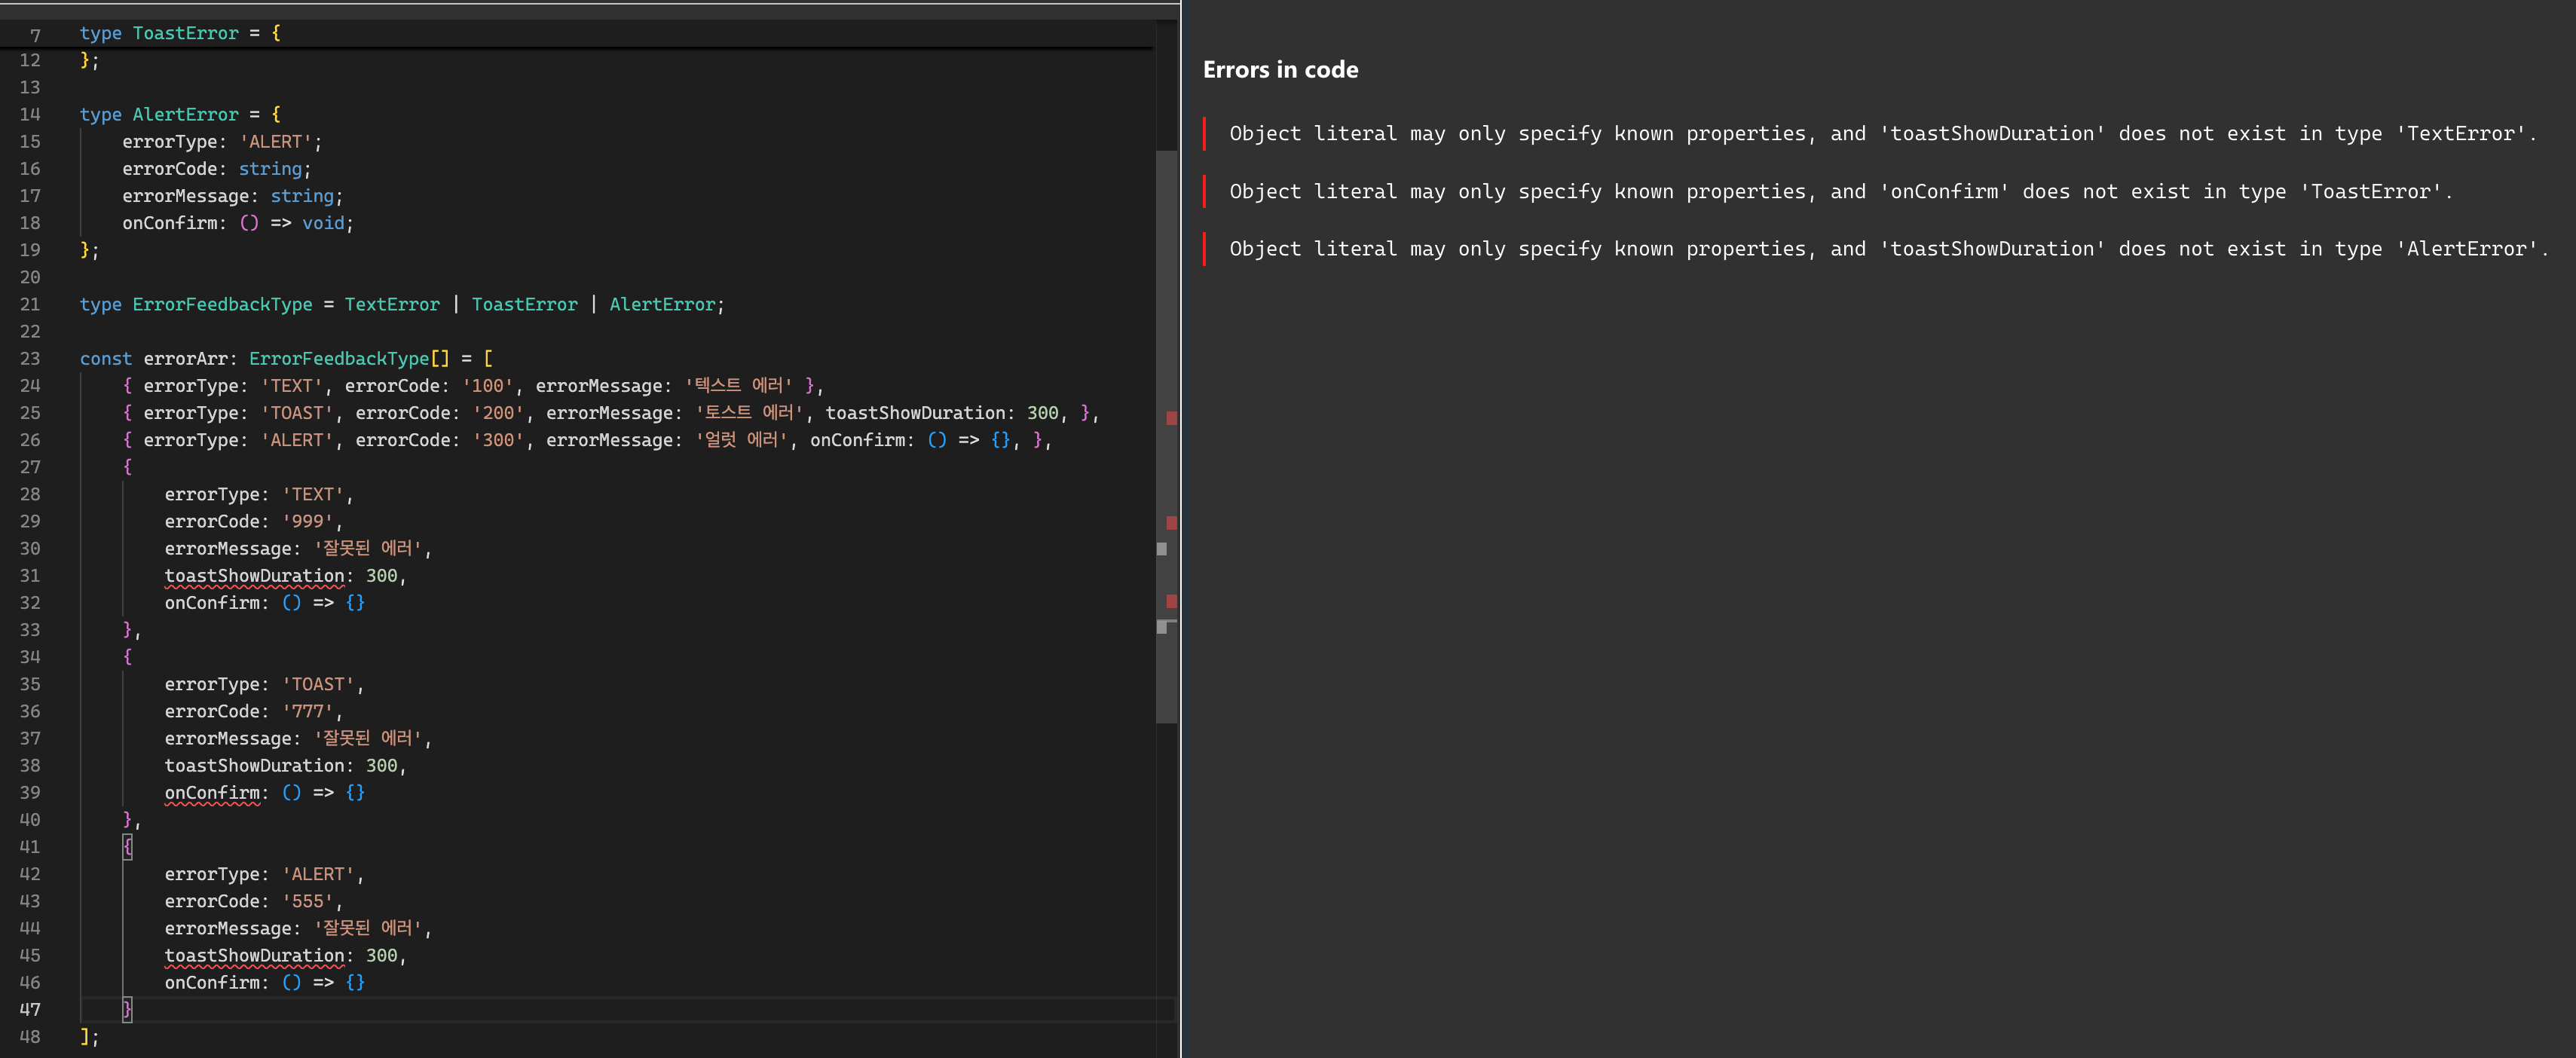 7 type ToastError = {
12 };
13
14 type AlertError = {
15 errorType: 'ALERT';
16 errorCode: string;
17 errorMessage: string;
18 onConfirm: () => void;
19 };
20
21 type ErrorFeedbackType = TextError | ToastError | AlertError;
22
23 const errorArr: ErrorFeedbackType[] = [
24 { errorType: 'TEXT', errorCode: '100', errorMessage: '텍스트 에러' },
25 { errorType: 'TOAST', errorCode: '200', errorMessage: '토스트 에러', toastShowDuration: 300, },
26 { errorType: 'ALERT', errorCode: '300', errorMessage: '얼럿 에러', onConfirm: () => {}, },
27 {
28 errorType: 'TEXT',
29 errorCode: '999',
30 errorMessage: '잘못된 에러',
31 toastShowDuration: 300,
32 onConfirm: () => {}
33 },
34 {
35 errorType: 'TOAST',
36 errorCode: '777',
37 errorMessage: '잘못된 에러',
38 toastShowDuration: 300,
39 onConfirm: () => {}
40 },
41 {
42 errorType: 'ALERT',
43 errorCode: '555',
44 errorMessage: '잘못된 에러',
45 toastShowDuration: 300,
46 onConfirm: () => {}
47 }
48 ];
Errors in code
Object literal may only specify known properties, and 'toastShowDuration' does not exist in type 'TextError'.
Object literal may only specify known properties, and 'onConfirm' does not exist in type 'ToastError'.
Object literal may only specify known properties, and 'toastShowDuration' does not exist in type 'AlertError'.